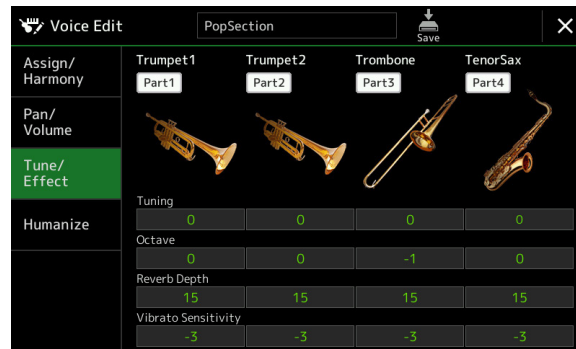 Voice Edit
PopSection
Save
Assign/
Harmony
Pan/
Volume
Tune/
Effect
Humanize
Trumpet1 Trumpet2 Trombone TenorSax
Part1 Part2 Part3 Part4
Tuning
0 0 0 0
Octave
0 0 -1 0
Reverb Depth
15 15 15 15
Vibrato Sensitivity
-3 -3 -3 -3